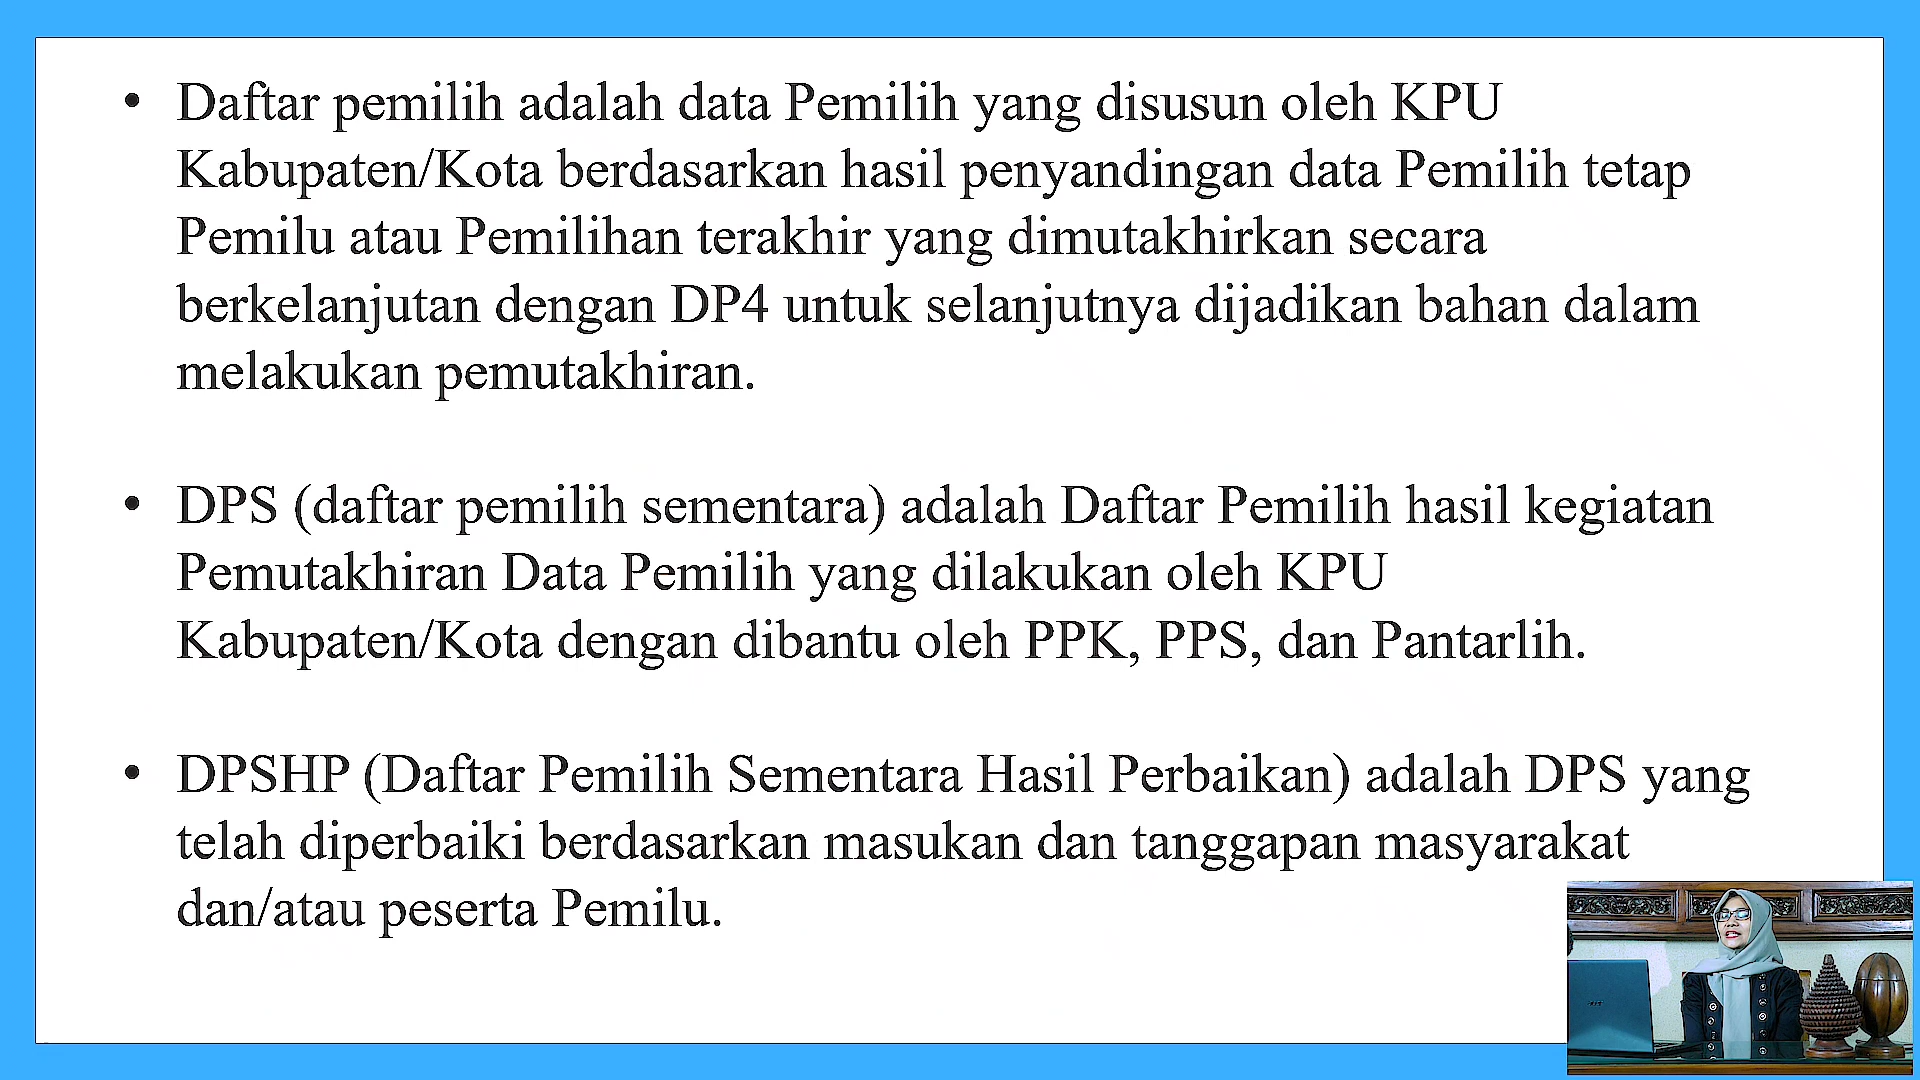 • Daftar pemilih adalah data Pemilih yang disusun oleh KPU
Kabupaten/Kota berdasarkan hasil penyandingan data Pemilih tetap
Pemilu atau Pemilihan terakhir yang dimutakhirkan secara
berkelanjutan dengan DP4 untuk selanjutnya dijadikan bahan dalam
melakukan pemutakhiran.
• DPS (daftar pemilih sementara) adalah Daftar Pemilih hasil kegiatan
Pemutakhiran Data Pemilih yang dilakukan oleh KPU
Kabupaten/Kota dengan dibantu oleh PPK, PPS, dan Pantarlih.
• DPSHP (Daftar Pemilih Sementara Hasil Perbaikan) adalah DPS yang
telah diperbaiki berdasarkan masukan dan tanggapan masyarakat
dan/atau peserta Pemilu.